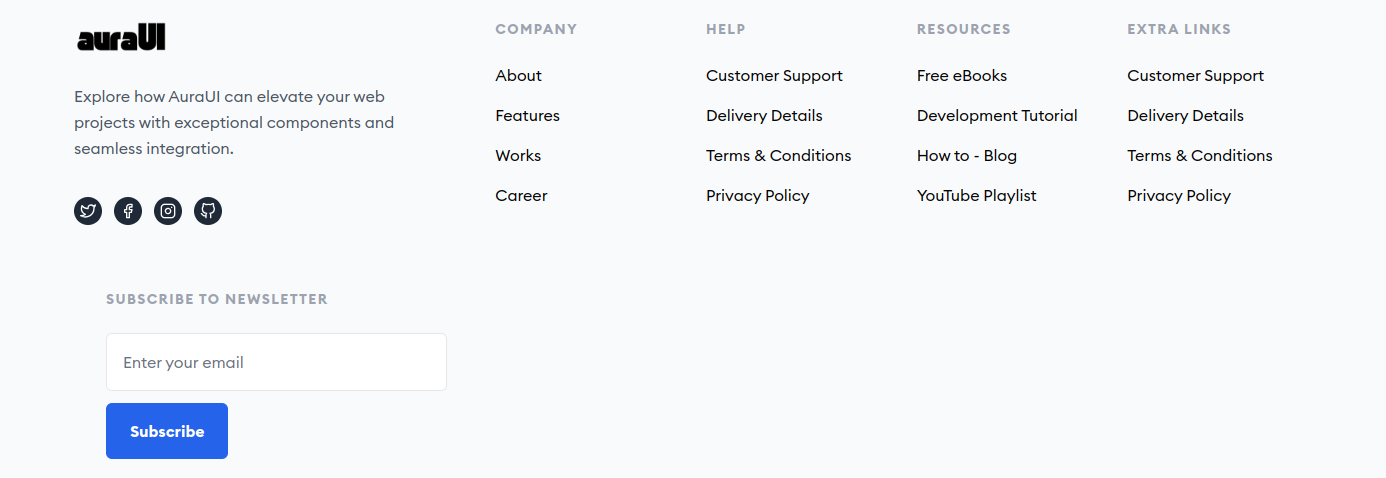 auraUI
Explore how AuraUI can elevate your web
projects with exceptional components and
seamless integration.
COMPANY
About
Features
Works
Career
HELP
Customer Support
Delivery Details
Terms & Conditions
Privacy Policy
RESOURCES
Free eBooks
Development Tutorial
How to - Blog
YouTube Playlist
EXTRA LINKS
Customer Support
Delivery Details
Terms & Conditions
Privacy Policy
SUBSCRIBE TO NEWSLETTER
Enter your email
Subscribe